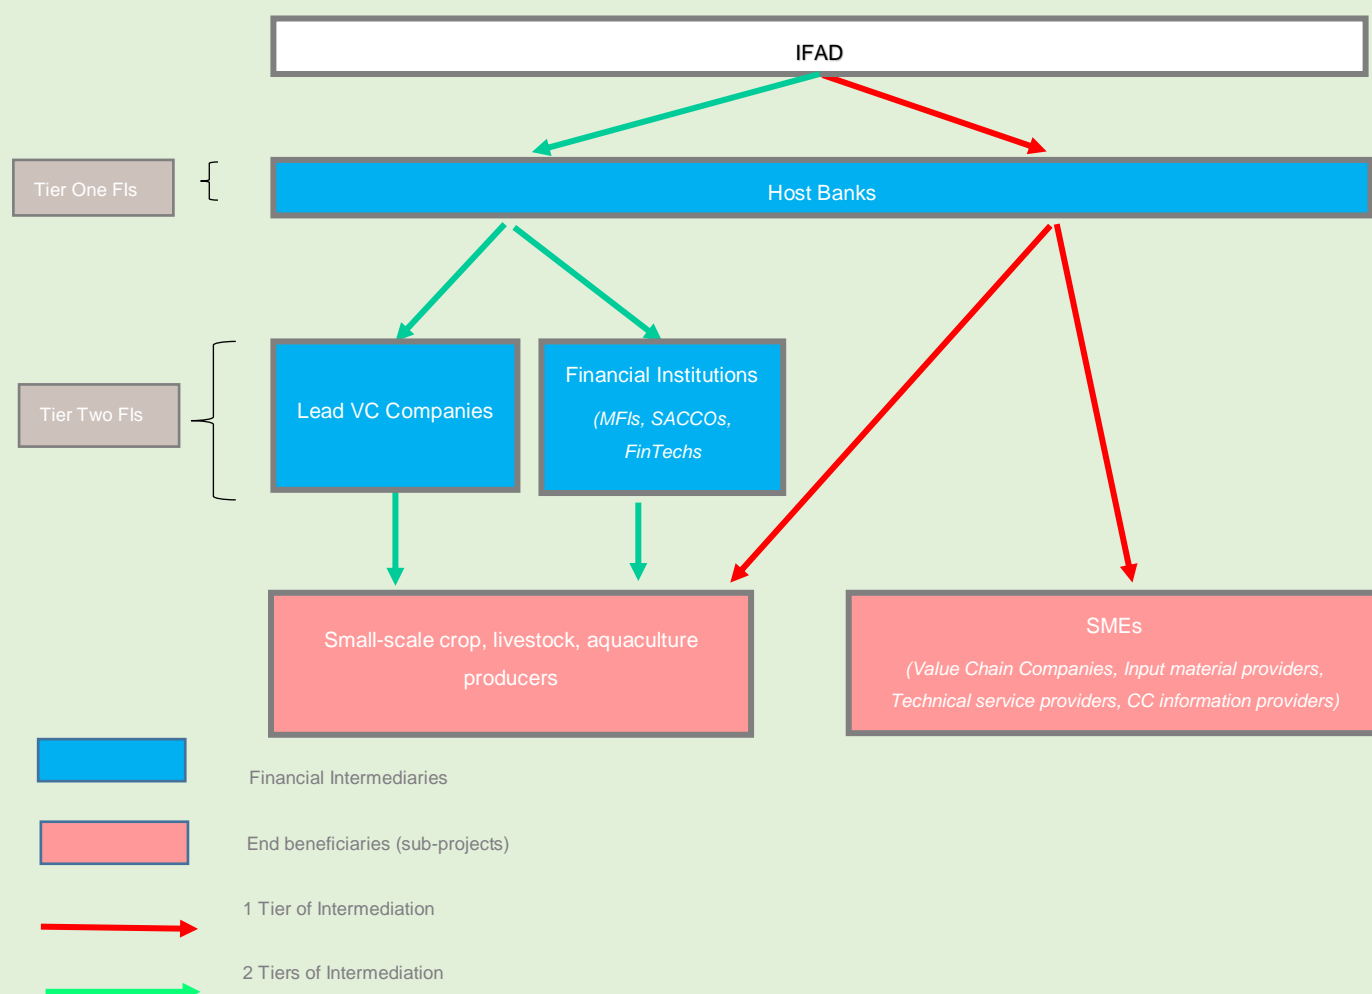 IFAD
Tier One FIs
Host Banks
Tier Two FIs
Lead VC Companies
Financial Institutions
(MFIs, SACCOs,
FinTechs
Small-scale crop, livestock, aquaculture
producers
SMEs
(Value Chain Companies, Input material providers,
Technical service providers, CC information providers)
Financial Intermediaries
End beneficiaries (sub-projects)
1 Tier of Intermediation
2 Tiers of Intermediation